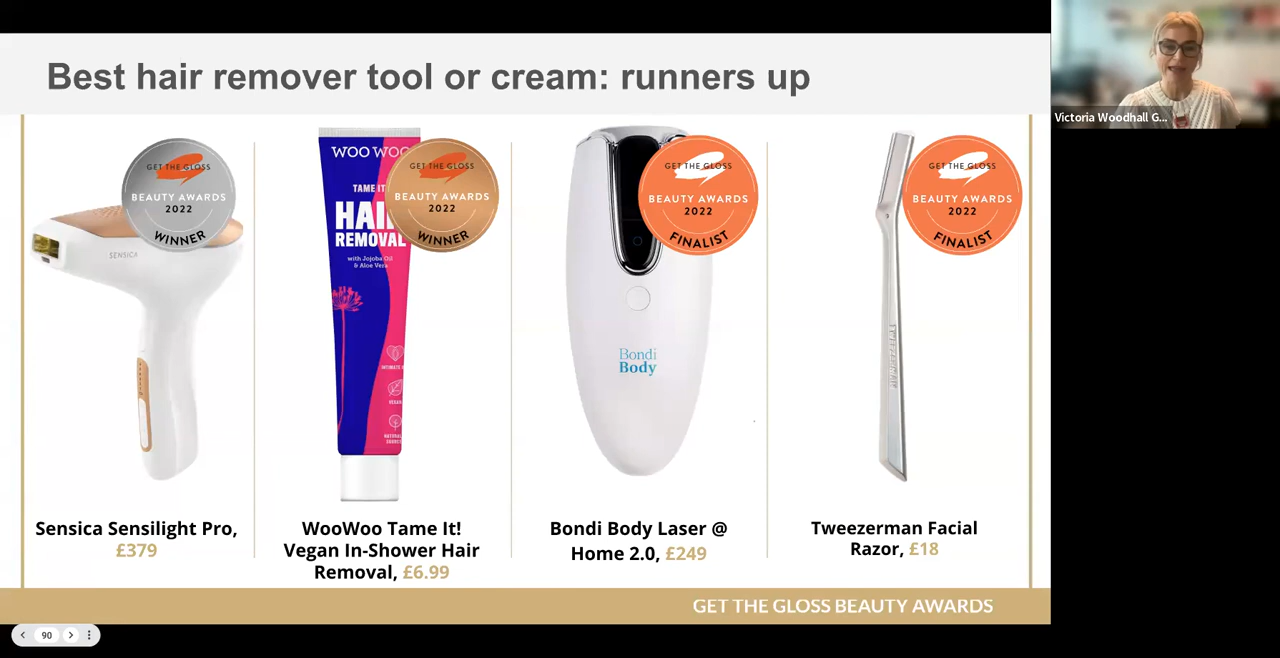 Best hair remover tool or cream: runners up
Victoria Woodhall G...
GET THE GLOSS
BEAUTY AWARDS
2022
WINNER
SENSICA
Sensica Sensilight Pro,
£379
WOO WOO
TAME IT
HAIR
REMOVAL
with Jojoba Oil
& Aloe Vera
VEGAN
GET THE GLOSS
BEAUTY AWARDS
2022
WINNER
WooWoo Tame It!
Vegan In-Shower Hair
Removal, £6.99
GET THE GLOSS
BEAUTY AWARDS
2022
FINALIST
Bondi
Body
Bondi Body Laser @
Home 2.0, £249
GET THE GLOSS
BEAUTY AWARDS
2022
FINALIST
TWEEZERMAN
Tweezerman Facial
Razor, £18
GET THE GLOSS BEAUTY AWARDS
90